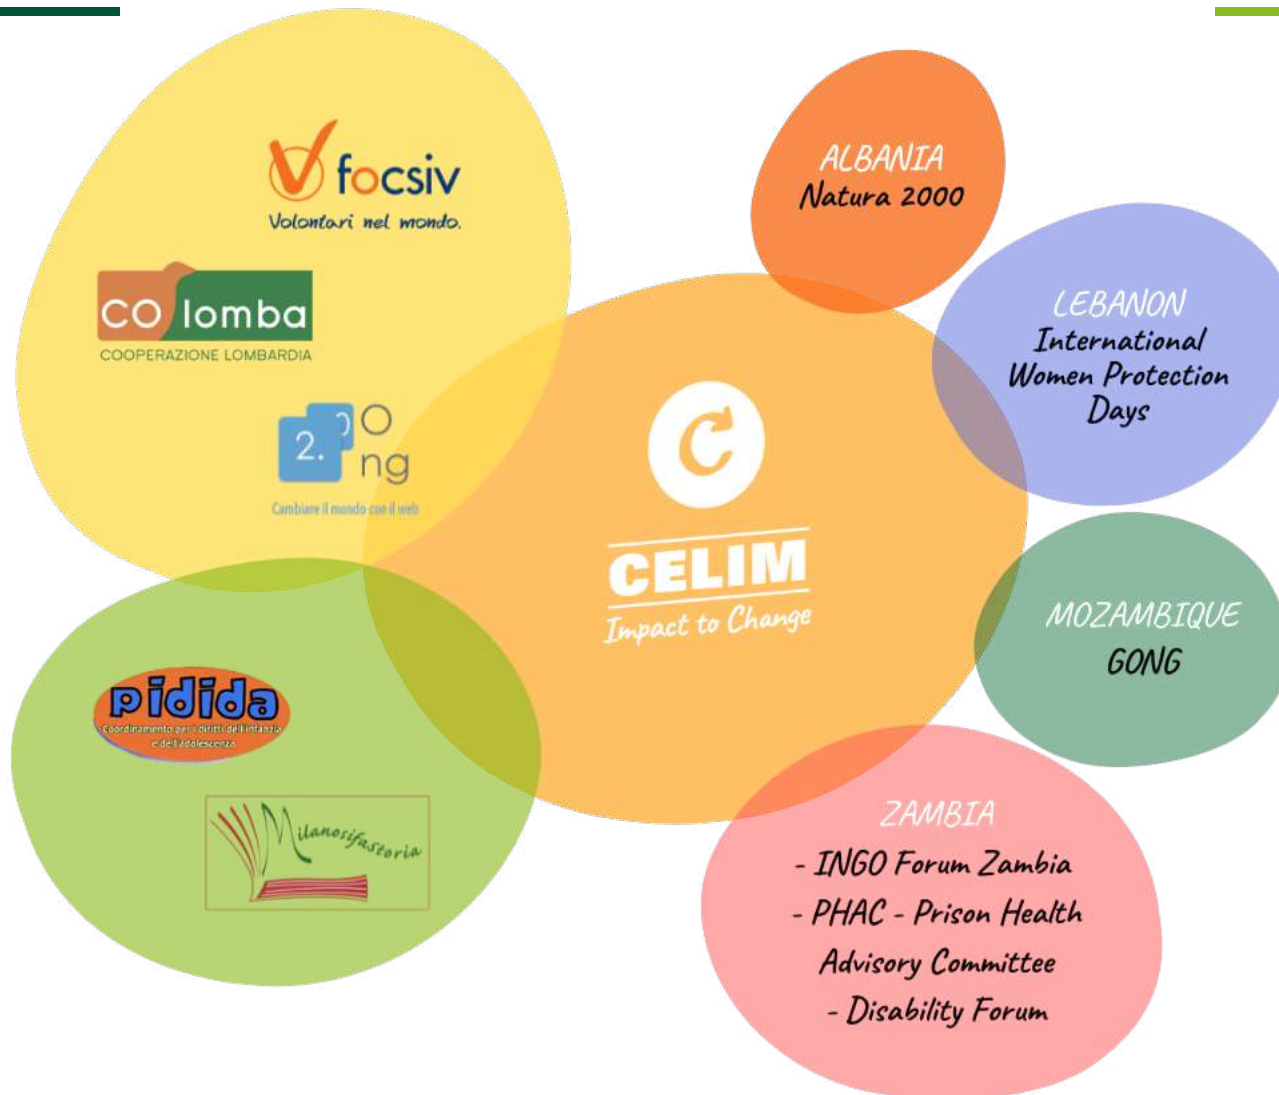 focsiv
Volontari nel mondo.
COlomba
COOPERAZIONE LOMBARDIA
2.0 O
ng
Cambiare il mondo con il web
pidida
Coordinamento per i diritti dell'infanzia
e dell'adolescenza
Milanosifastoria
CELIM
Impact to Change
ALBANIA
Natura 2000
LEBANON
International
Women Protection
Days
MOZAMBIQUE
GONG
ZAMBIA
- INGO Forum Zambia
- PHAC - Prison Health
Advisory Committee
- Disability Forum